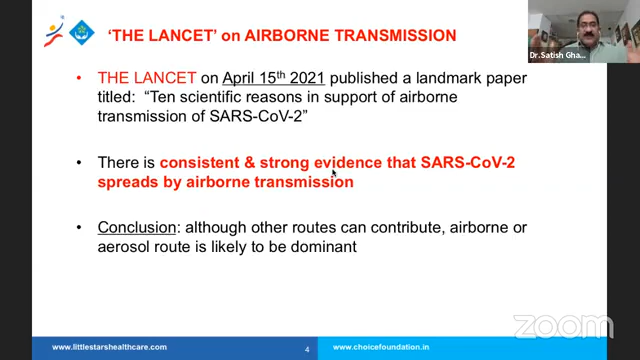 'THE LANCET' on AIRBORNE TRANSMISSION
Dr.Satish Gha...
• THE LANCET on April 15th 2021 published a landmark paper
titled: "Ten scientific reasons in support of airborne
transmission of SARS-CoV-2"
• There is consistent & strong evidence that SARS-CoV-2
spreads by airborne transmission
• Conclusion: although other routes can contribute, airborne or
aerosol route is likely to be dominant
zoom
www.littlestarshealthcare.com
4
www.choicefoundation.in